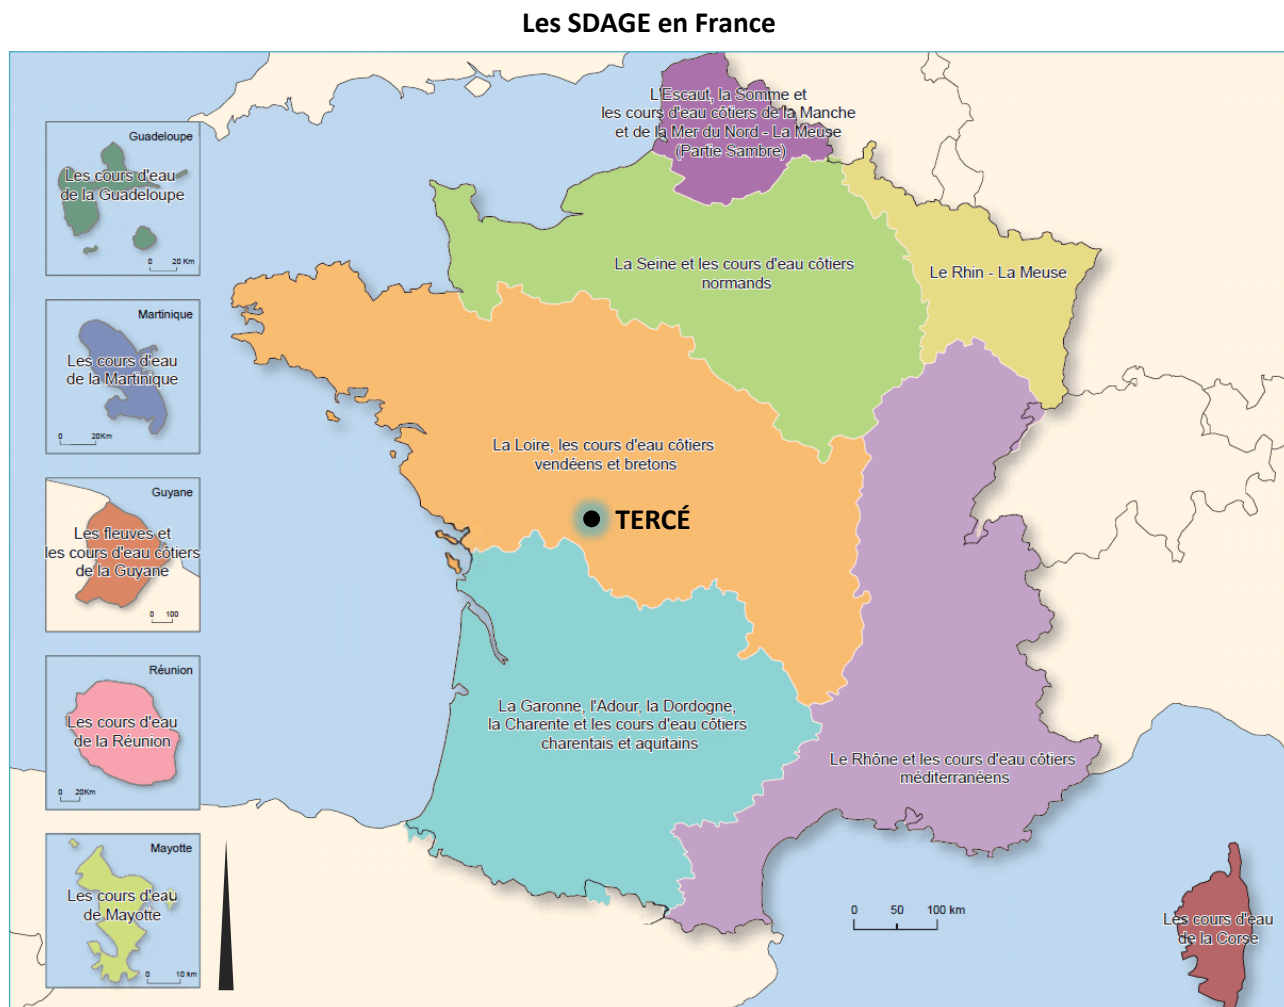 Les SDAGE en France
L'Escaut, la Somme et
les cours d'eau côtiers de la Manche
et de la Mer du Nord - La Meuse
(Partie Sambre)
Guadeloupe
Les cours d'eau
de la Guadeloupe
0 20 Km
La Seine et les cours d'eau côtiers
normands
Le Rhin - La Meuse
Martinique
Les cours d'eau
de la Martinique
0 20Km
La Loire, les cours d'eau côtiers
vendéens et bretons
TERCÉ
Guyane
Les fleuves et
les cours d'eau côtiers
de la Guyane
0 100
Réunion
Les cours d'eau
de la Réunion
0 20Km
La Garonne, l'Adour, la Dordogne,
la Charente et les cours d'eau côtiers
charentais et aquitains
Le Rhône et les cours d'eau côtiers
méditerranéens
Mayotte
Les cours d'eau
de Mayotte
0 10 km
0 50 100 km
Les cours d'eau
de la Corse